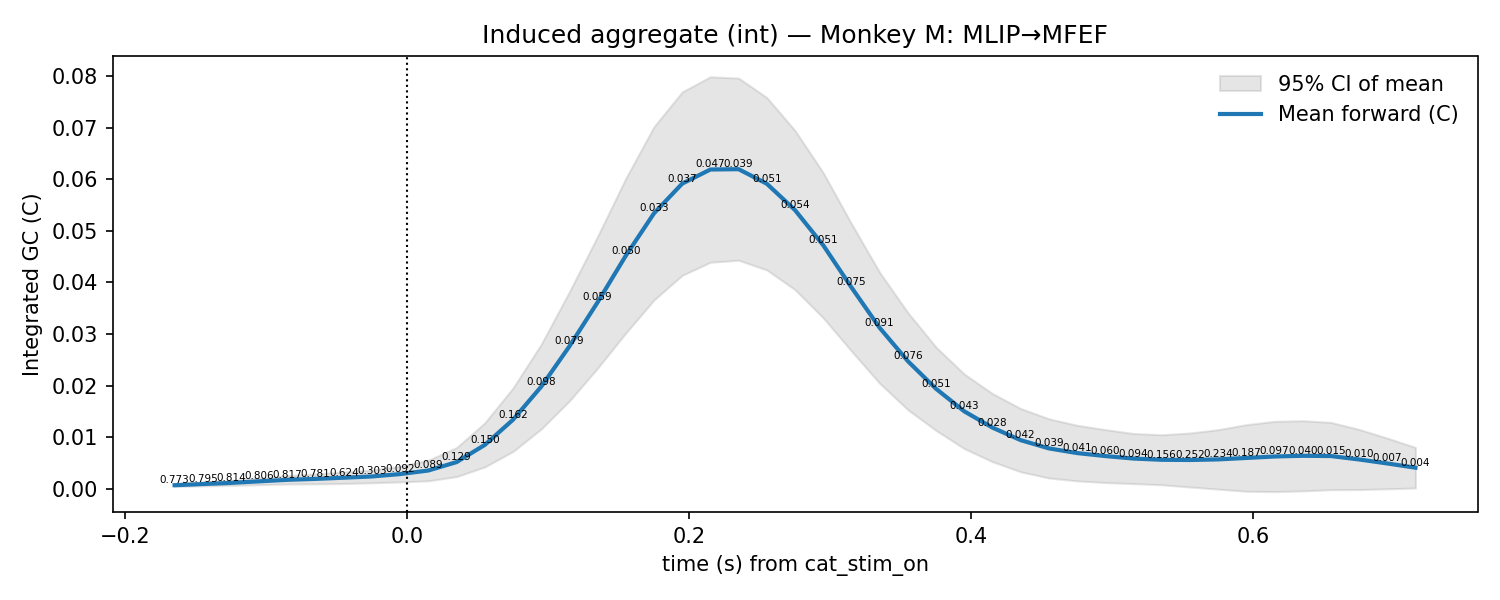 Induced aggregate (int) — Monkey M: MLIP→MFEF
95% CI of mean
Mean forward (C)
Integrated GC (C)
0.08
0.07
0.06
0.05
0.04
0.03
0.02
0.01
0.00
0.773 0.795 0.814 0.806 0.817 0.781 0.624 0.303 0.092 0.089 0.129 0.150 0.162 0.098 0.079 0.059 0.050 0.033 0.037 0.047 0.039 0.051 0.054 0.051 0.075 0.091 0.076 0.051 0.043 0.028 0.042 0.039 0.041 0.060 0.094 0.156 0.252 0.234 0.187 0.097 0.040 0.015 0.010 0.007 0.004
−0.2 0.0 0.2 0.4 0.6
time (s) from cat_stim_on